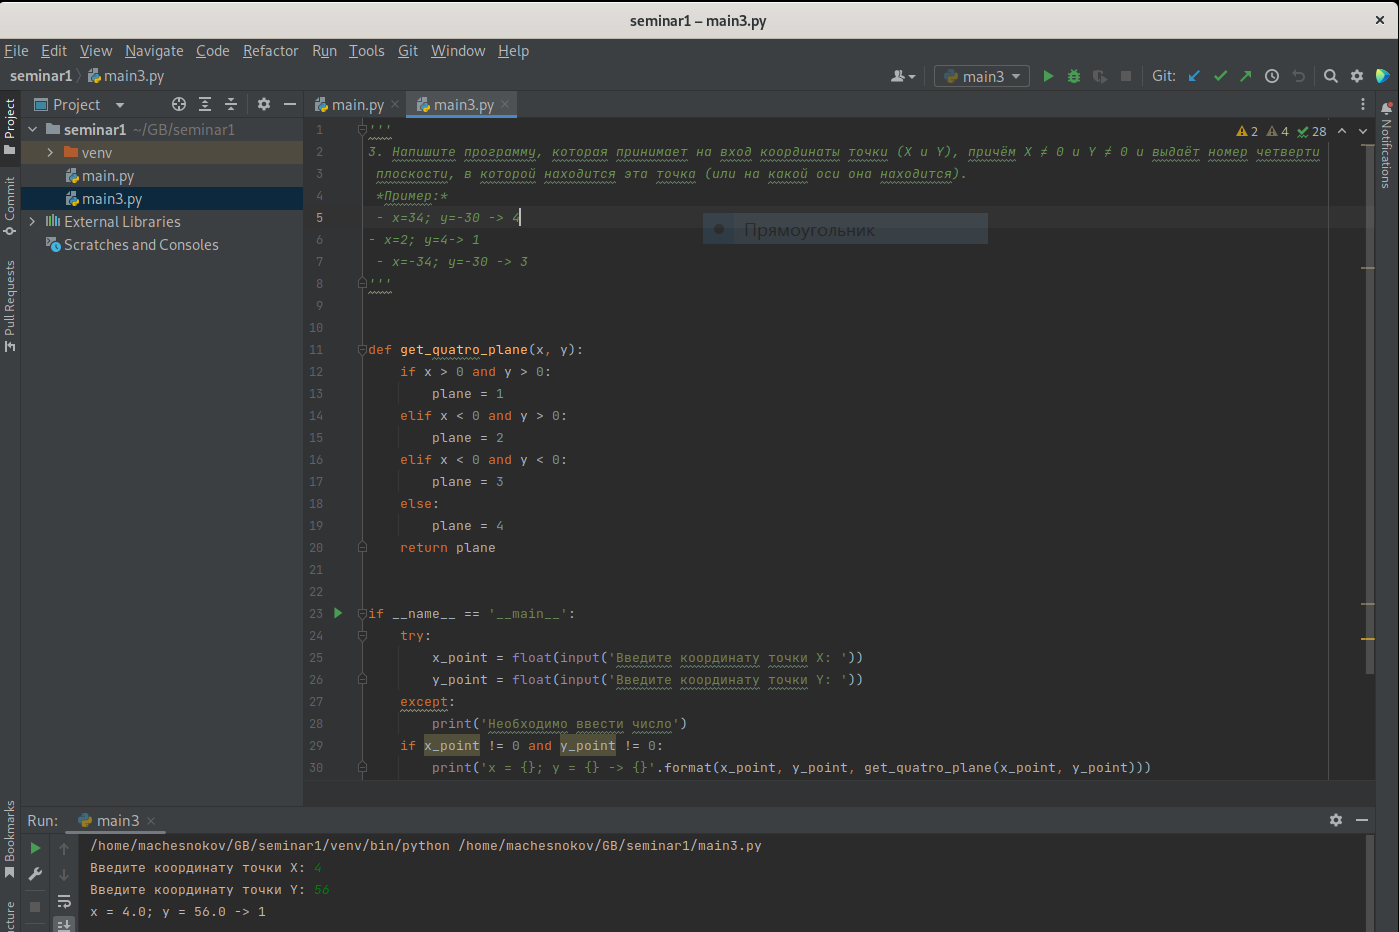 seminar1 – main3.py
File Edit View Navigate Code Refactor Run Tools Git Window Help
seminar1 main3.py main3 Git:
Project main.py main3.py
seminar1 ~/GB/seminar1
venv
main.py
main3.py
External Libraries
Scratches and Consoles
Project
Commit
Pull Requests
Bookmarks
Notifications
2 4 28
1 '''
2 3. Напишите программу, которая принимает на вход координаты точки (X и Y), причём X ≠ 0 и Y ≠ 0 и выдаёт номер четверти
3 плоскости, в которой находится эта точка (или на какой оси она находится).
4 *Пример:*
5 - x=34; y=-30 -> 4
Прямоугольник
6 - x=2; y=4-> 1
7 - x=-34; y=-30 -> 3
8 '''
9
10
11 def get_quatro_plane(x, y):
12 if x > 0 and y > 0:
13 plane = 1
14 elif x < 0 and y > 0:
15 plane = 2
16 elif x < 0 and y < 0:
17 plane = 3
18 else:
19 plane = 4
20 return plane
21
22
23 if __name__ == '__main__':
24 try:
25 x_point = float(input('Введите координату точки X: '))
26 y_point = float(input('Введите координату точки Y: '))
27 except:
28 print('Необходимо ввести число')
29 if x_point != 0 and y_point != 0:
30 print('x = {}; y = {} -> {}'.format(x_point, y_point, get_quatro_plane(x_point, y_point)))
Run: main3
/home/machesnokov/GB/seminar1/venv/bin/python /home/machesnokov/GB/seminar1/main3.py
Введите координату точки X: 4
Введите координату точки Y: 56
x = 4.0; y = 56.0 -> 1